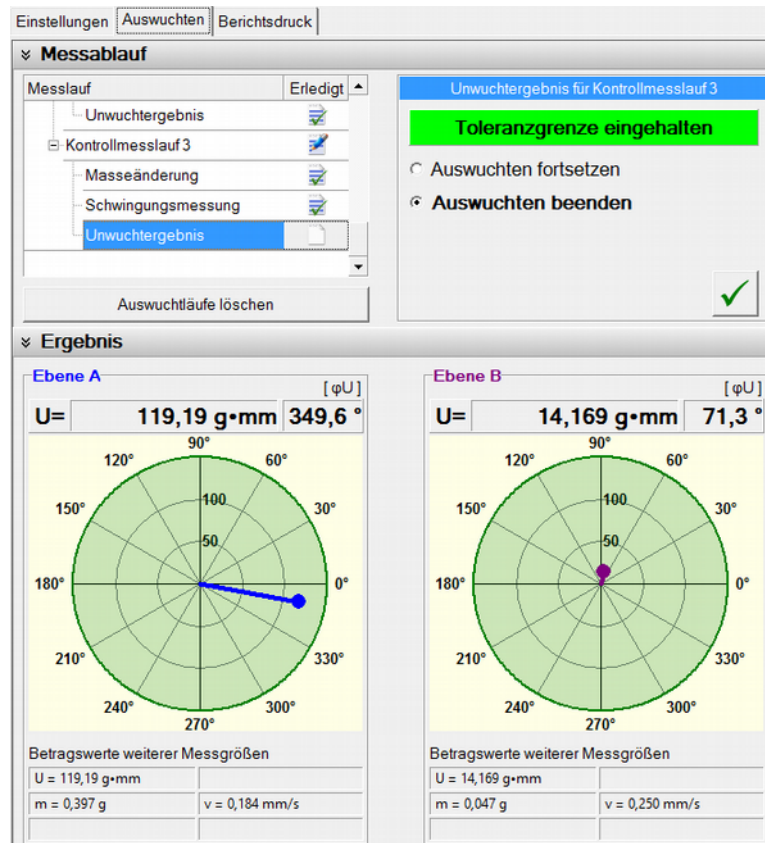 Einstellungen Auswuchten Berichtsdruck
Messablauf
Messlauf Erledigt
Unwuchtergebnis
Kontrollmesslauf 3
Masseänderung
Schwingungsmessung
Unwuchtergebnis
Auswuchtläufe löschen
Unwuchtergebnis für Kontrollmesslauf 3
Toleranzgrenze eingehalten
Auswuchten fortsetzen
Auswuchten beenden
Ergebnis
Ebene A
[ φU ]
U= 119,19 g•mm 349,6 °
90°
120° 60°
150° 100 30°
50
180° 0°
210° 330°
240° 300°
270°
Betragswerte weiterer Messgrößen
U = 119,19 g•mm
m = 0,397 g v = 0,184 mm/s
Ebene B
[ φU ]
U= 14,169 g•mm 71,3 °
90°
120° 60°
150° 100 30°
50
180° 0°
210° 330°
240° 300°
270°
Betragswerte weiterer Messgrößen
U = 14,169 g•mm
m = 0,047 g v = 0,250 mm/s